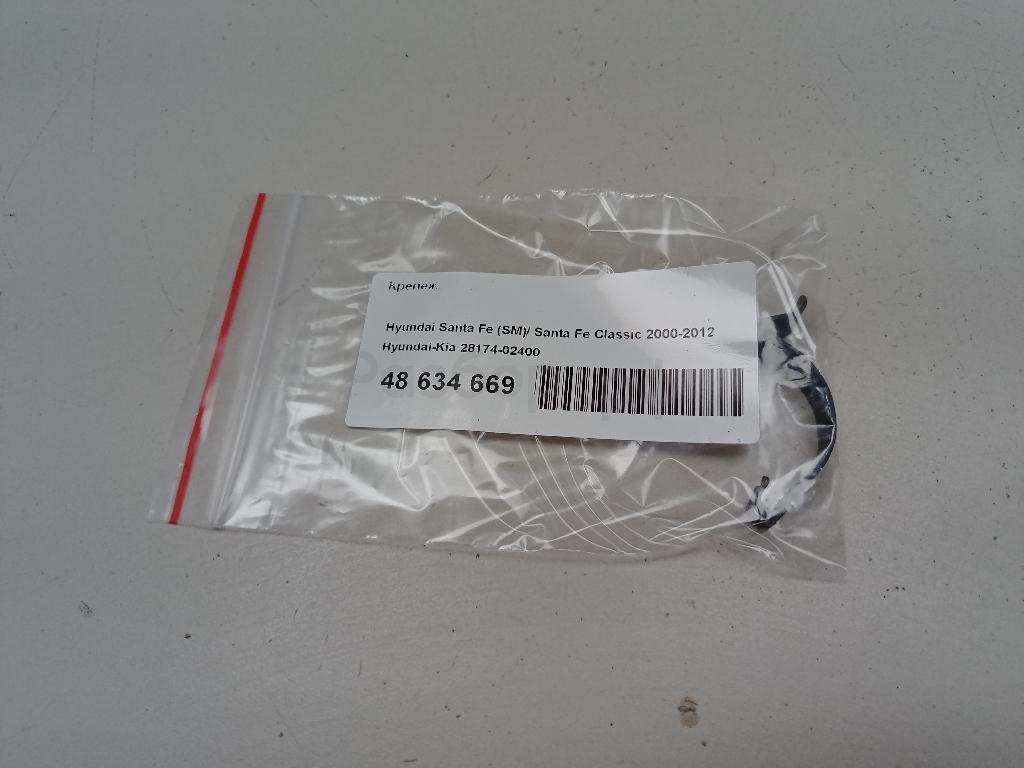 Крепеж
Hyundai Santa Fe (SM)/ Santa Fe Classic 2000-2012
Hyundai-Kia 28174-02400
48 634 669